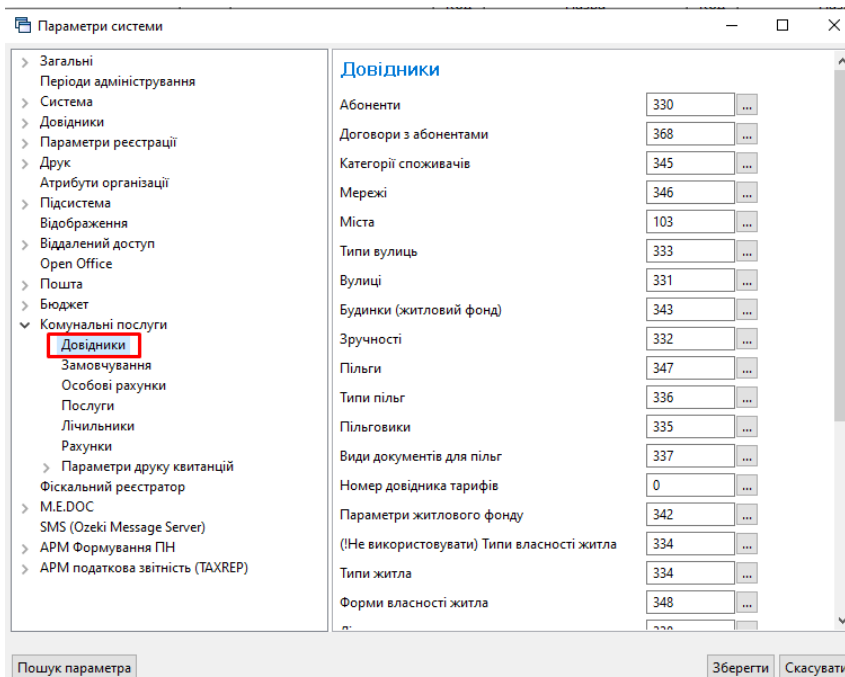 Параметри системи
Загальні
Періоди адміністрування
Система
Довідники
Параметри реєстрації
Друк
Атрибути організації
Підсистема
Відображення
Віддалений доступ
Open Office
Пошта
Бюджет
Комунальні послуги
Довідники
Замовчування
Особові рахунки
Послуги
Лічильники
Рахунки
Параметри друку квитанцій
Фіскальний реєстратор
M.E.DOC
SMS (Ozeki Message Server)
АРМ Формування ПН
АРМ податкова звітність (TAXREP)
Довідники
Абоненти 330 ...
Договори з абонентами 368 ...
Категорії споживачів 345 ...
Мережі 346 ...
Міста 103 ...
Типи вулиць 333 ...
Вулиці 331 ...
Будинки (житловий фонд) 343 ...
Зручності 332 ...
Пільги 347 ...
Типи пільг 336 ...
Пільговики 335 ...
Види документів для пільг 337 ...
Номер довідника тарифів 0 ...
Параметри житлового фонду 342 ...
(!Не використовувати) Типи власності житла 334 ...
Типи житла 334 ...
Форми власності житла 348 ...
Пошук параметра
Зберегти Скасувати